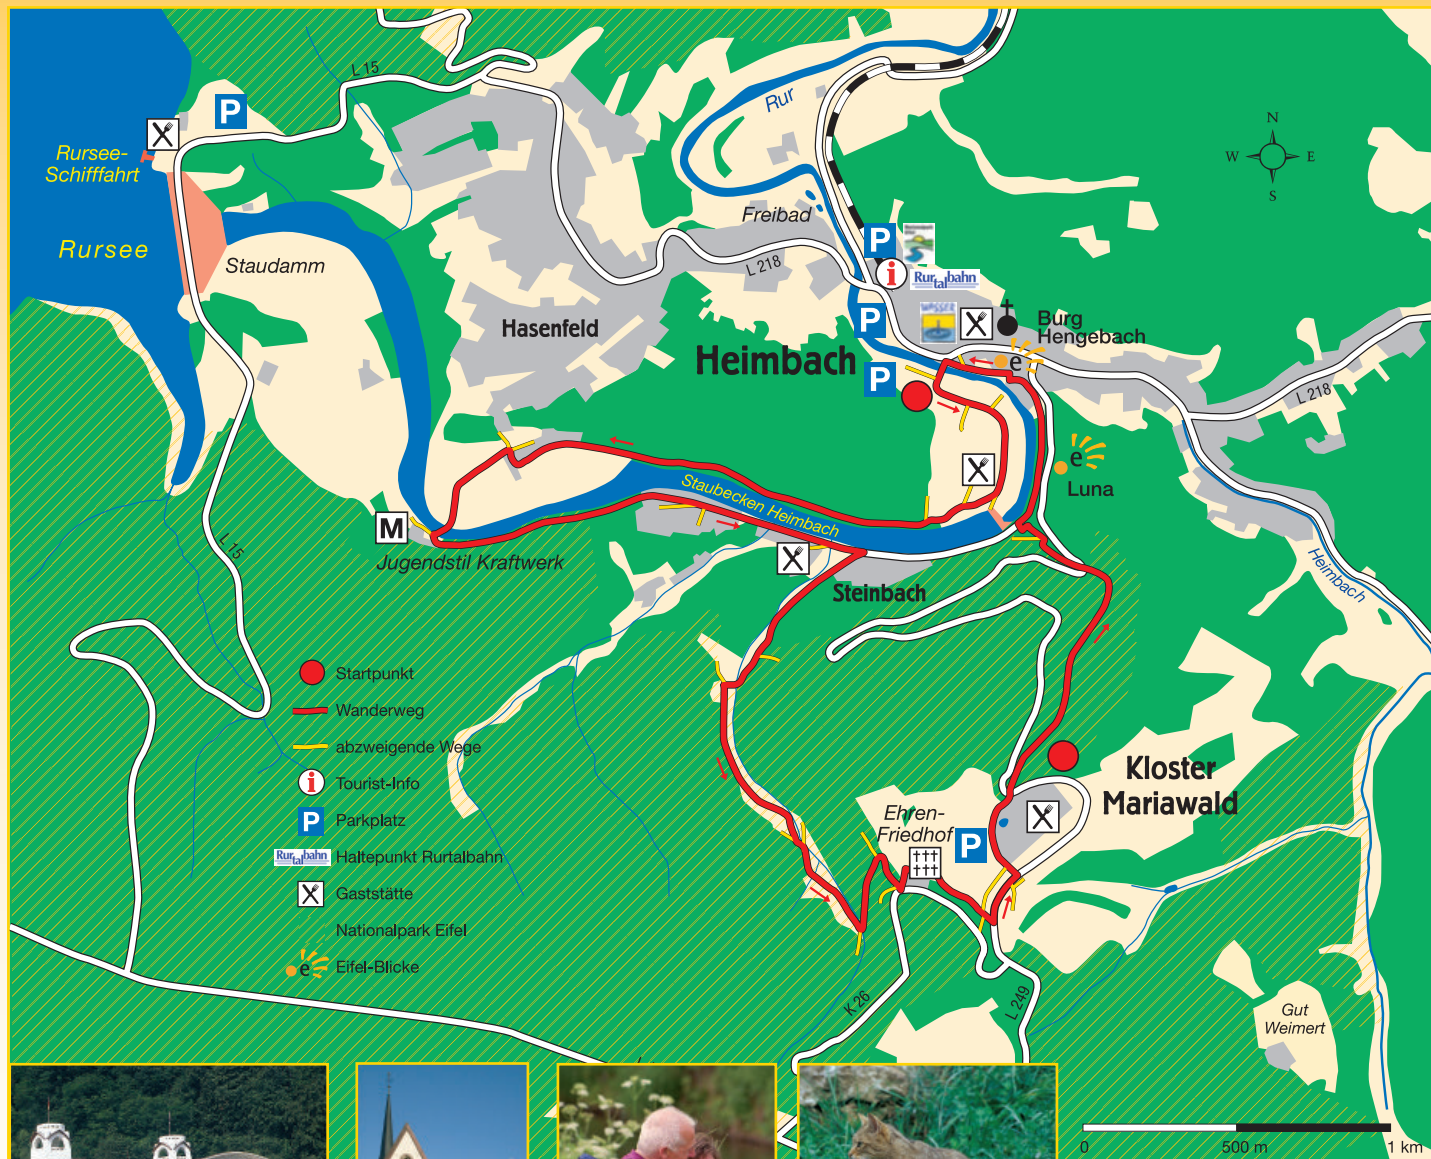 L 15
P
Rur
N
W
E
S
Rursee-
Schifffahrt
Freibad
Rursee
P
Staudamm
L 218
i
Rurtalbahn
Hasenfeld
WASSER
P
Burg
Hengebach
Heimbach
e
P
L 218
e
Luna
Staubecken Heimbach
M
L 15
Jugendstil Kraftwerk
Heimbach
Steinbach
Startpunkt
Wanderweg
abzweigende Wege
i Tourist-Info
P Parkplatz
Rurtalbahn Haltepunkt Rurtalbahn
Gaststätte
Nationalpark Eifel
e Eifel-Blicke
Kloster
Mariawald
Ehren-
Friedhof
P
K 26
L 249
Gut
Weimert
0 500 m 1 km